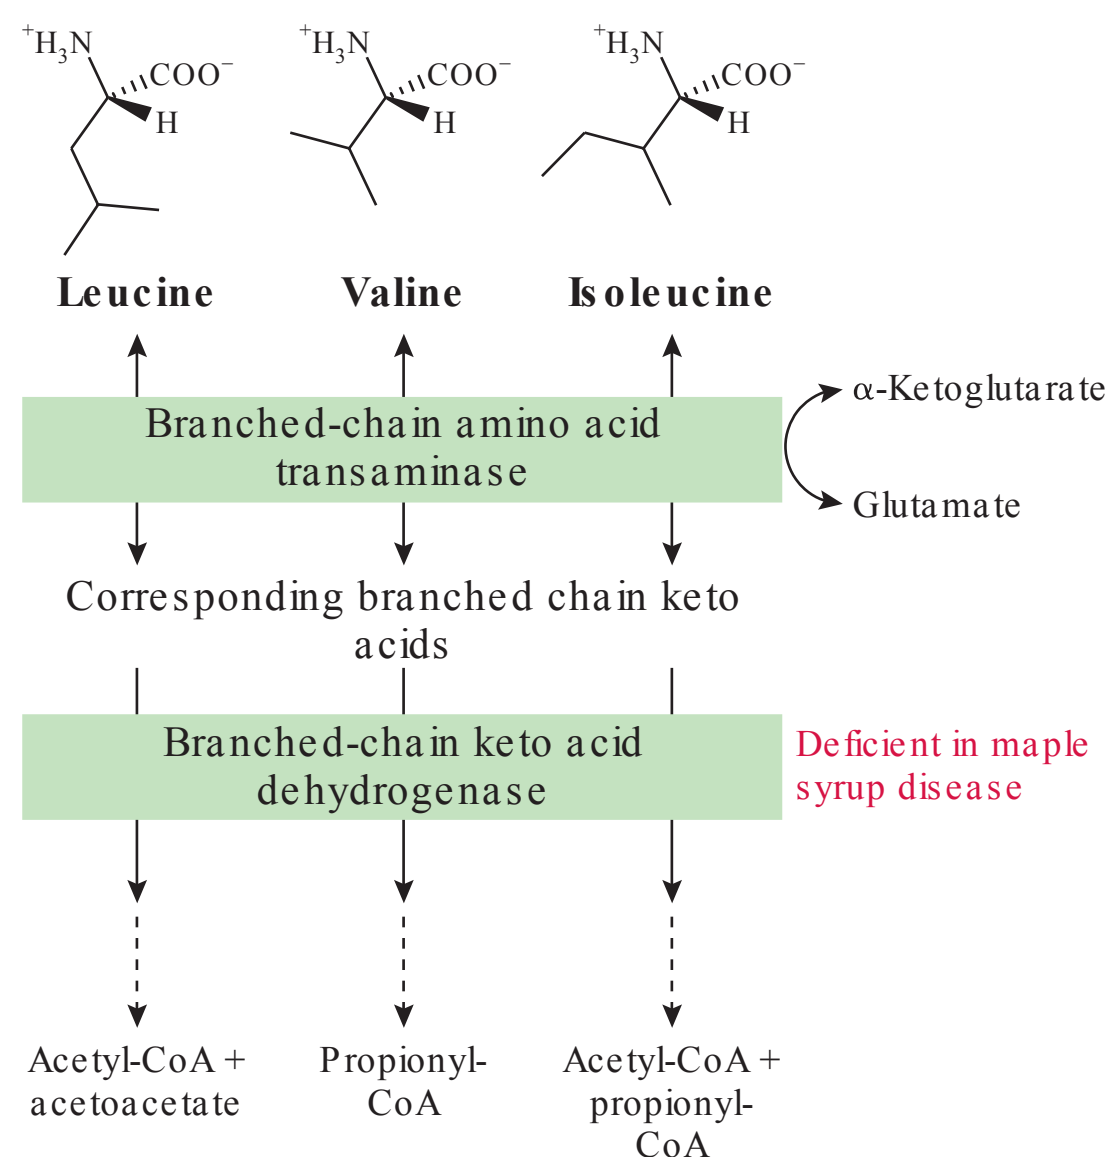 ⁺H₃N
COO⁻
H
⁺H₃N
COO⁻
H
⁺H₃N
COO⁻
H
Leucine
Valine
Isoleucine
α-Ketoglutarate
Branched-chain amino acid
transaminase
Glutamate
Corresponding branched chain keto
acids
Branched-chain keto acid
dehydrogenase
Deficient in maple
syrup disease
Acetyl-CoA +
acetoacetate
Propionyl-
CoA
Acetyl-CoA +
propionyl-
CoA